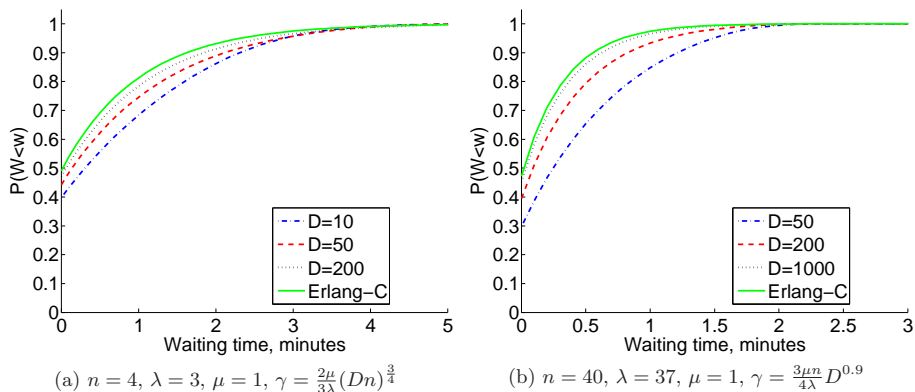 1
0.9
0.8
0.7
0.6
0.5
0.4
0.3
0.2
0.1
0
P(W<w)
0 1 2 3 4 5
Waiting time, minutes
D=10
D=50
D=200
Erlang−C
(a) n = 4, λ = 3, μ = 1, γ = \frac{2μ}{3λ}(Dn)^{\frac{3}{4}}
1
0.9
0.8
0.7
0.6
0.5
0.4
0.3
0.2
0.1
0
P(W<w)
0 0.5 1 1.5 2 2.5 3
Waiting time, minutes
D=50
D=200
D=1000
Erlang−C
(b) n = 40, λ = 37, μ = 1, γ = \frac{3μn}{4λ}D^{0.9}